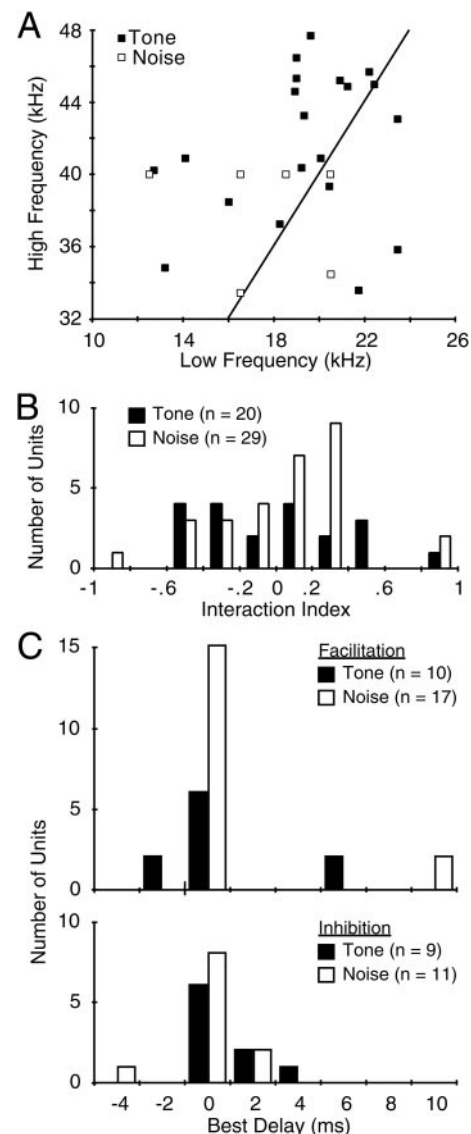 A
48
44
40
36
32
High Frequency (kHz)
Tone
Noise
10 14 18 22 26
Low Frequency (kHz)
B
10
5
0
Number of Units
Tone (n = 20)
Noise (n = 29)
-1 -.6 -.2 0 .2 .6 1
Interaction Index
C
15
10
5
0
Number of Units
Facilitation
Tone (n = 10)
Noise (n = 17)
10
5
0
Inhibition
Tone (n = 9)
Noise (n = 11)
-4 -2 0 2 4 6 8 10
Best Delay (ms)